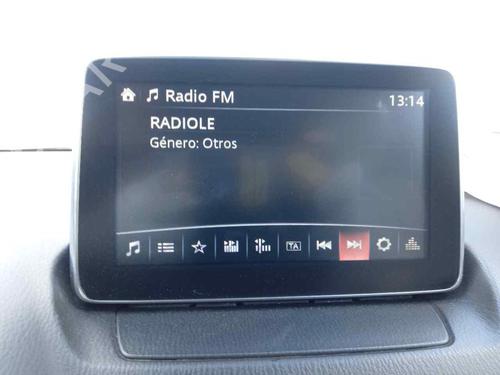 Radio FM
13:14
RADIOLE
Género: Otros
TA